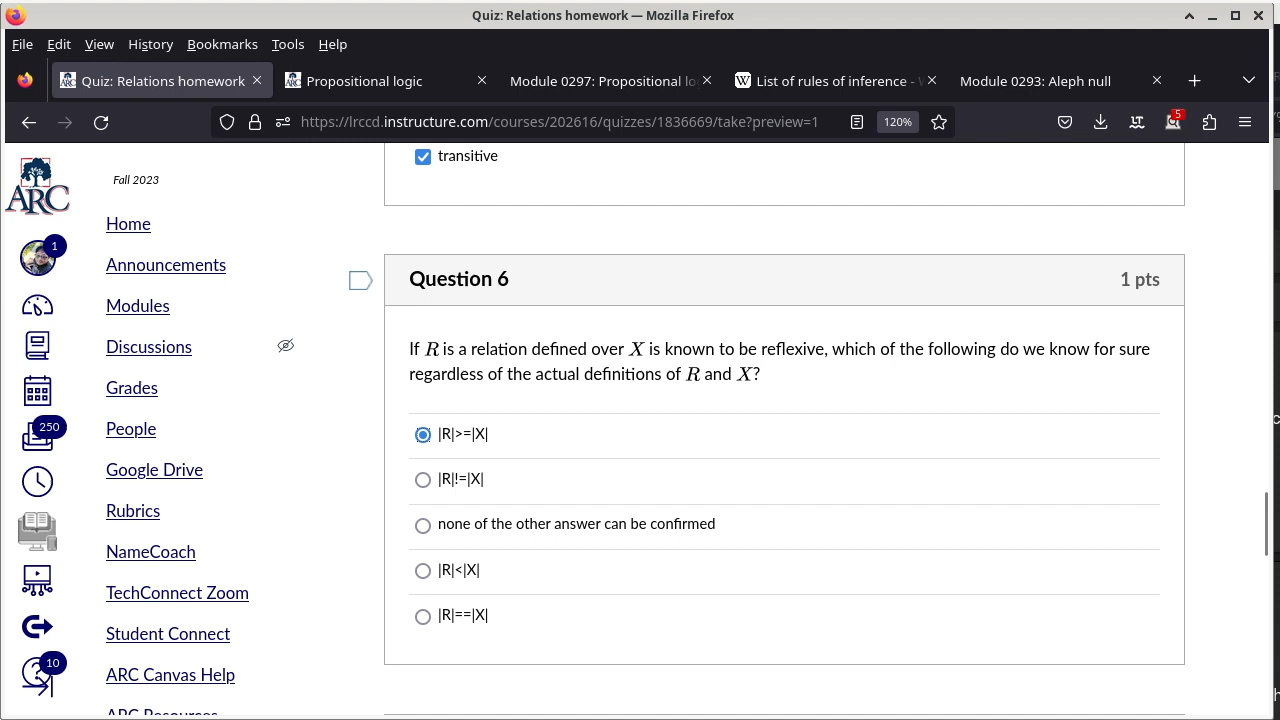 Quiz: Relations homework — Mozilla Firefox
File Edit View History Bookmarks Tools Help
Quiz: Relations homework
Propositional logic
Module 0297: Propositional lo
List of rules of inference - W
Module 0293: Aleph null
https://lrccd.instructure.com/courses/202616/quizzes/1836669/take?preview=1
120%
5
ARC
Fall 2023
Home
Announcements
Modules
Discussions
Grades
People
Google Drive
Rubrics
NameCoach
TechConnect Zoom
Student Connect
ARC Canvas Help
ARC Resources
1
250
10
transitive
Question 6
1 pts
If R is a relation defined over X is known to be reflexive, which of the following do we know for sure
regardless of the actual definitions of R and X?
|R|>=|X|
|R|!=|X|
none of the other answer can be confirmed
|R|<|X|
|R|==|X|